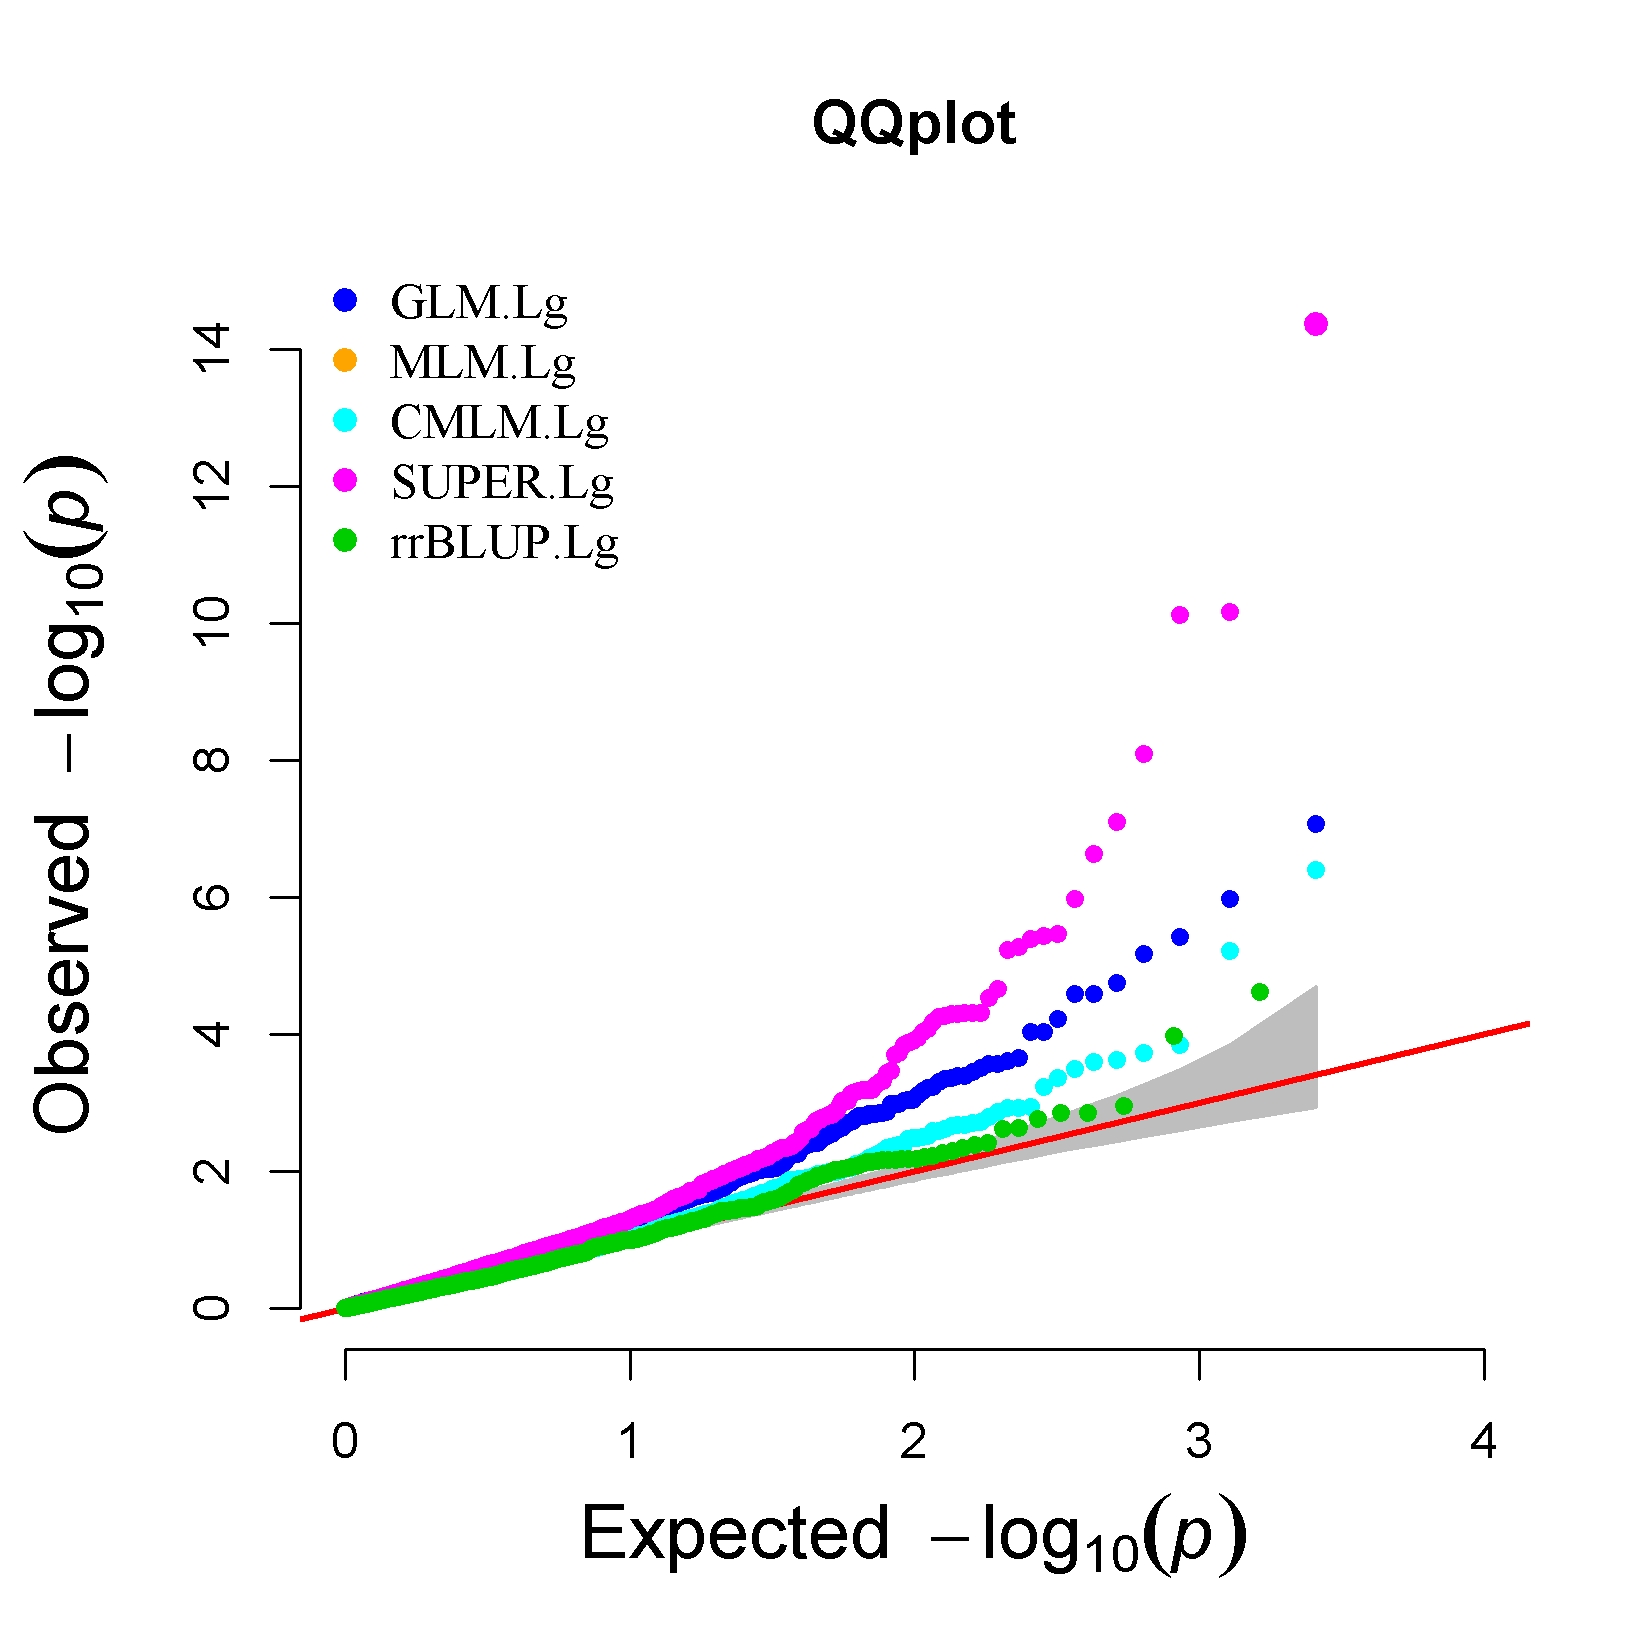 QQplot
GLM.Lg
MLM.Lg
CMLM.Lg
SUPER.Lg
rrBLUP.Lg
14
12
10
8
6
4
2
0
Observed −log10(p)
0 1 2 3 4
Expected −log10(p)